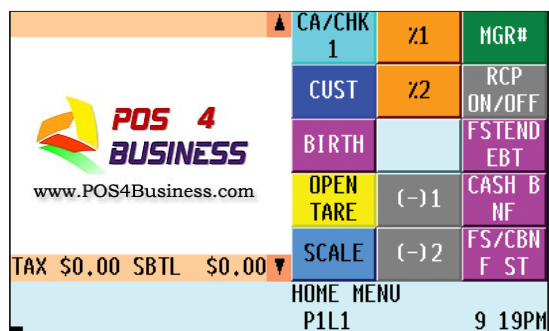 CA/CHK
1
%1
MGR#
CUST
%2
RCP
ON/OFF
POS 4
BUSINESS
www.POS4Business.com
BIRTH
FSTEND
EBT
OPEN
TARE
(-)1
CASH B
NF
SCALE
(-)2
FS/CBN
F ST
TAX $0.00 SBTL $0.00
HOME MENU
P1L1
9 19PM